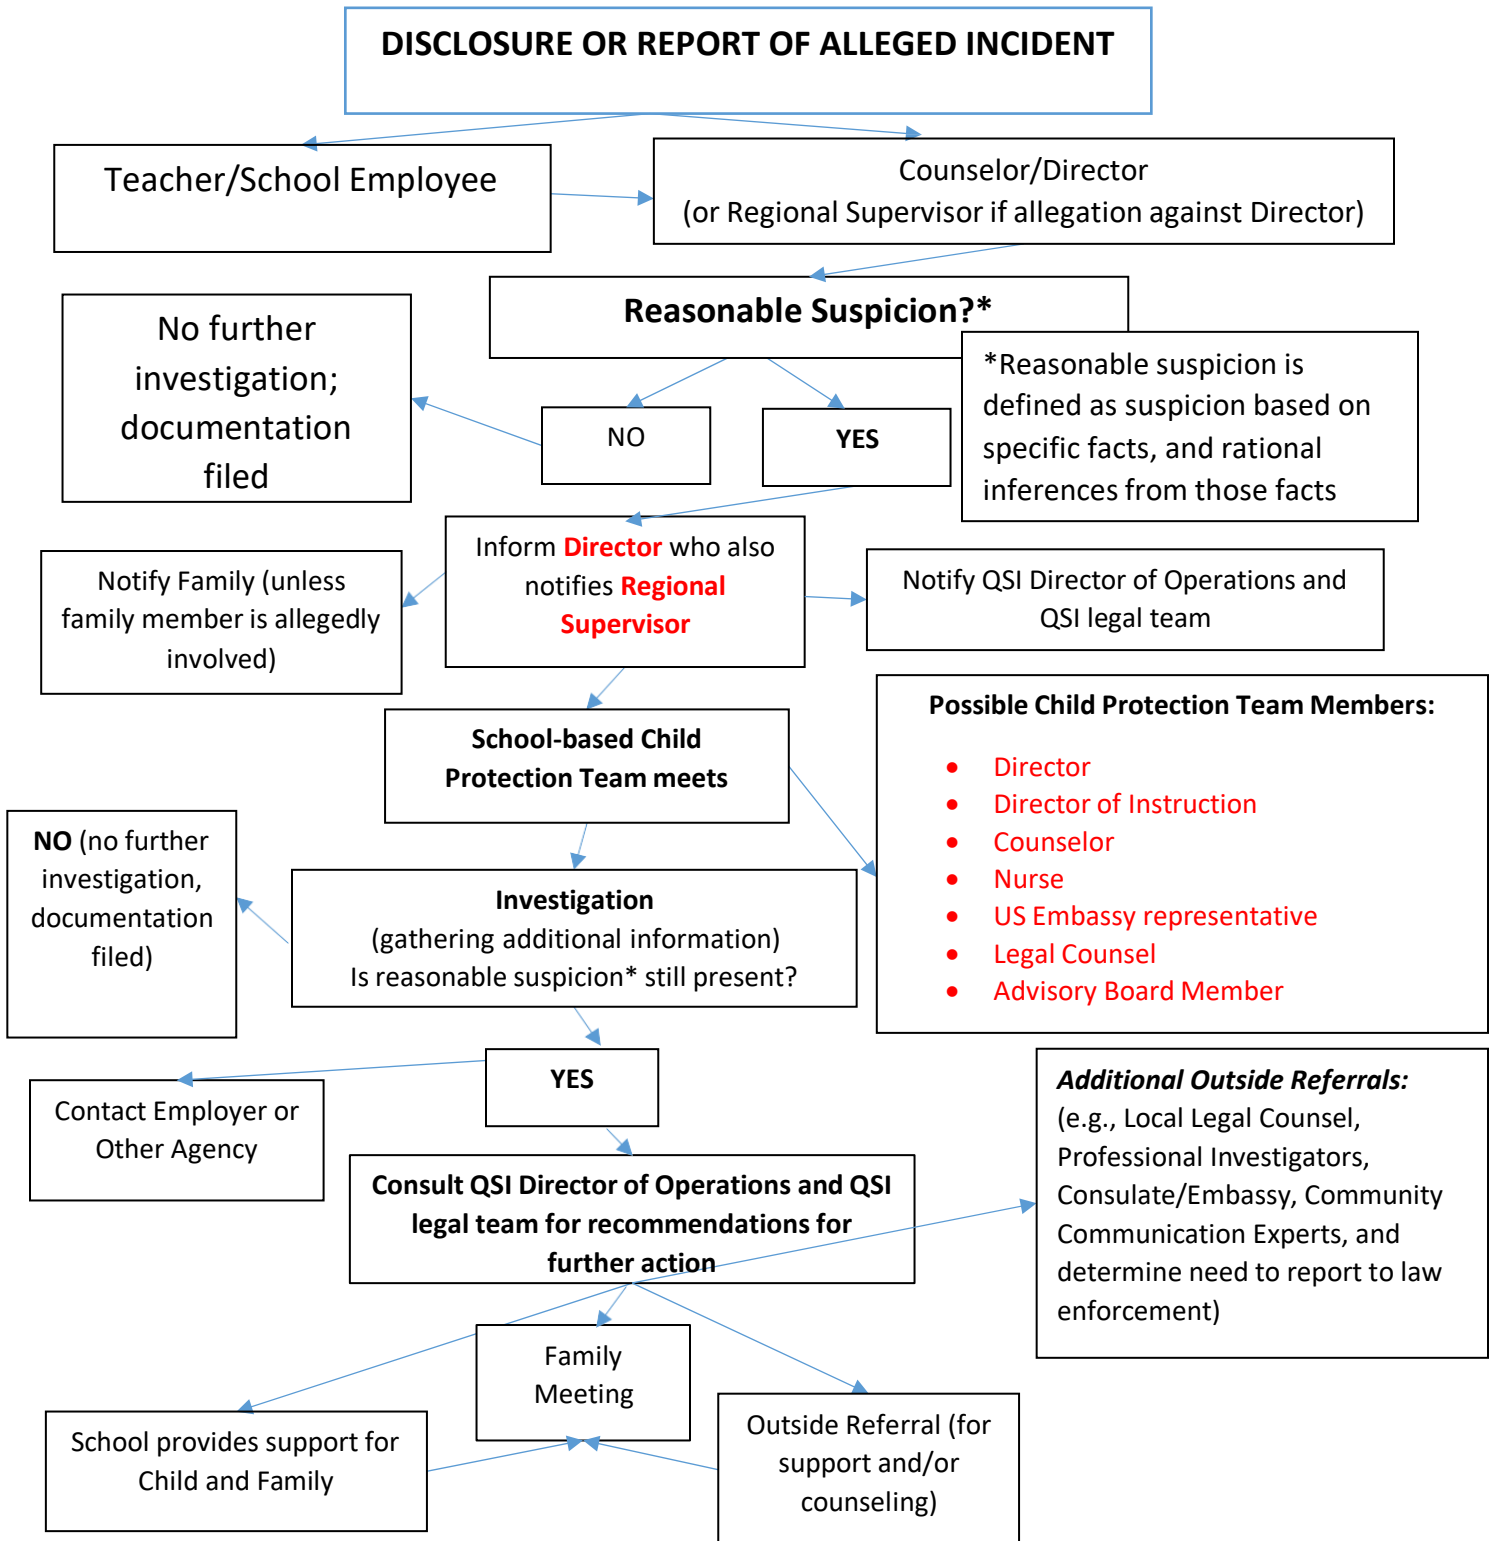 DISCLOSURE OR REPORT OF ALLEGED INCIDENT
Teacher/School Employee
Counselor/Director
(or Regional Supervisor if allegation against Director)
Reasonable Suspicion?*
No further
investigation;
documentation
filed
*Reasonable suspicion is
defined as suspicion based on
specific facts, and rational
inferences from those facts
NO
YES
Inform Director who also
notifies Regional
Supervisor
Notify Family (unless
family member is allegedly
involved)
Notify QSI Director of Operations and
QSI legal team
School-based Child
Protection Team meets
Possible Child Protection Team Members:
• Director
• Director of Instruction
• Counselor
• Nurse
• US Embassy representative
• Legal Counsel
• Advisory Board Member
NO (no further
investigation,
documentation
filed)
Investigation
(gathering additional information)
Is reasonable suspicion* still present?
YES
Contact Employer or
Other Agency
Additional Outside Referrals:
(e.g., Local Legal Counsel,
Professional Investigators,
Consulate/Embassy, Community
Communication Experts, and
determine need to report to law
enforcement)
Consult QSI Director of Operations and QSI
legal team for recommendations for
further action
Family
Meeting
School provides support for
Child and Family
Outside Referral (for
support and/or
counseling)